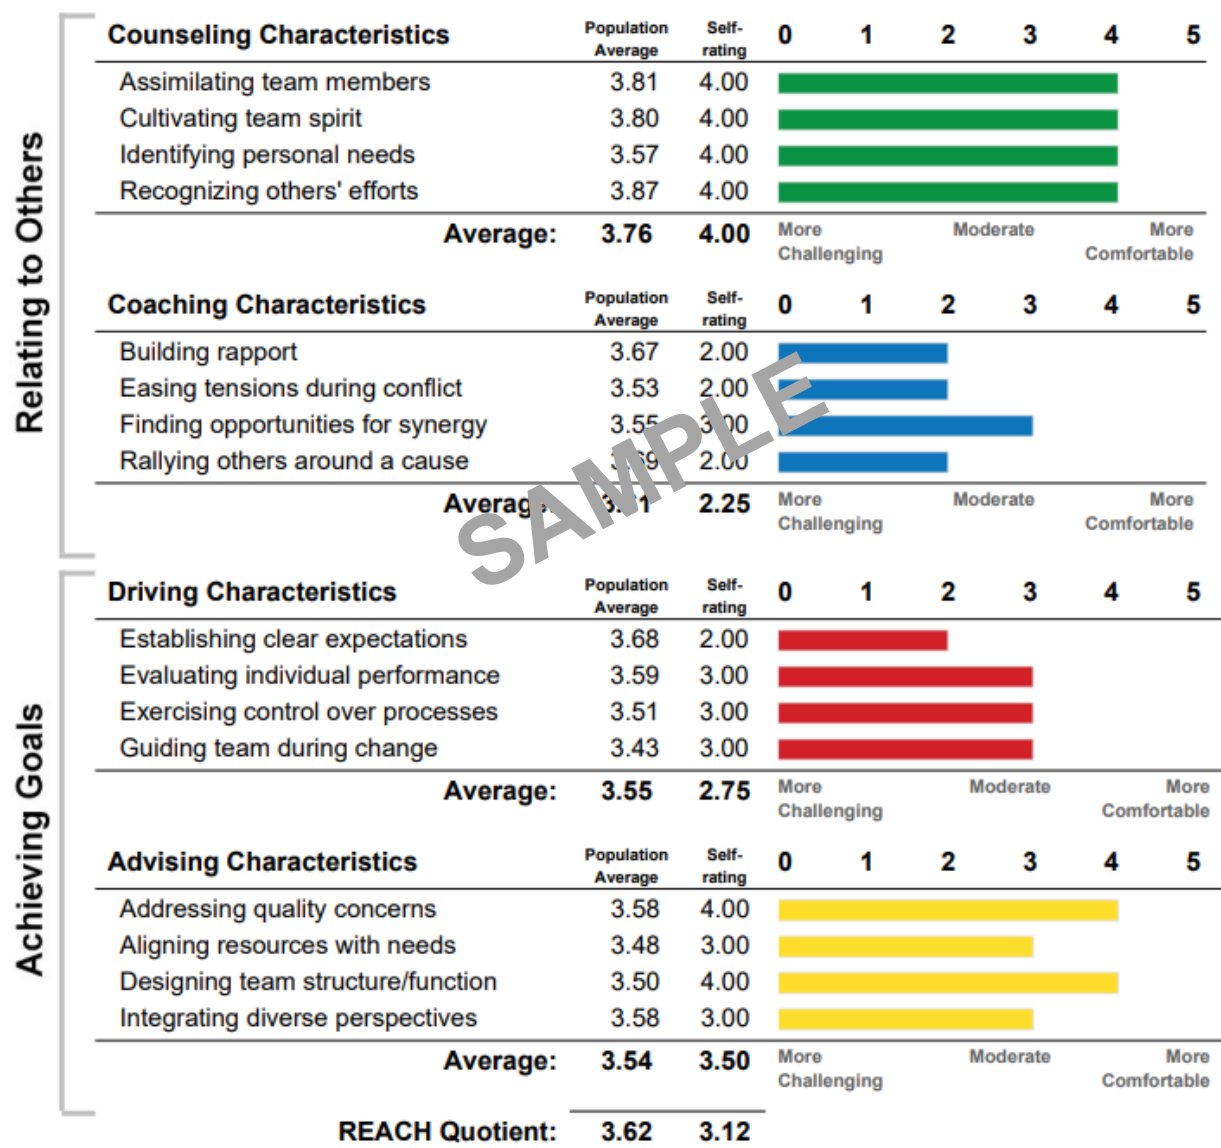 Relating to Others
Counseling Characteristics Population Average Self-rating 0 1 2 3 4 5
Assimilating team members 3.81 4.00
Cultivating team spirit 3.80 4.00
Identifying personal needs 3.57 4.00
Recognizing others' efforts 3.87 4.00
Average: 3.76 4.00 More Challenging Moderate More Comfortable
Coaching Characteristics Population Average Self-rating 0 1 2 3 4 5
Building rapport 3.67 2.00
Easing tensions during conflict 3.53 2.00
Finding opportunities for synergy 3.55 3.00
Rallying others around a cause 3.69 2.00
Average: 3.61 2.25 More Challenging Moderate More Comfortable
SAMPLE
Achieving Goals
Driving Characteristics Population Average Self-rating 0 1 2 3 4 5
Establishing clear expectations 3.68 2.00
Evaluating individual performance 3.59 3.00
Exercising control over processes 3.51 3.00
Guiding team during change 3.43 3.00
Average: 3.55 2.75 More Challenging Moderate More Comfortable
Advising Characteristics Population Average Self-rating 0 1 2 3 4 5
Addressing quality concerns 3.58 4.00
Aligning resources with needs 3.48 3.00
Designing team structure/function 3.50 4.00
Integrating diverse perspectives 3.58 3.00
Average: 3.54 3.50 More Challenging Moderate More Comfortable
REACH Quotient: 3.62 3.12